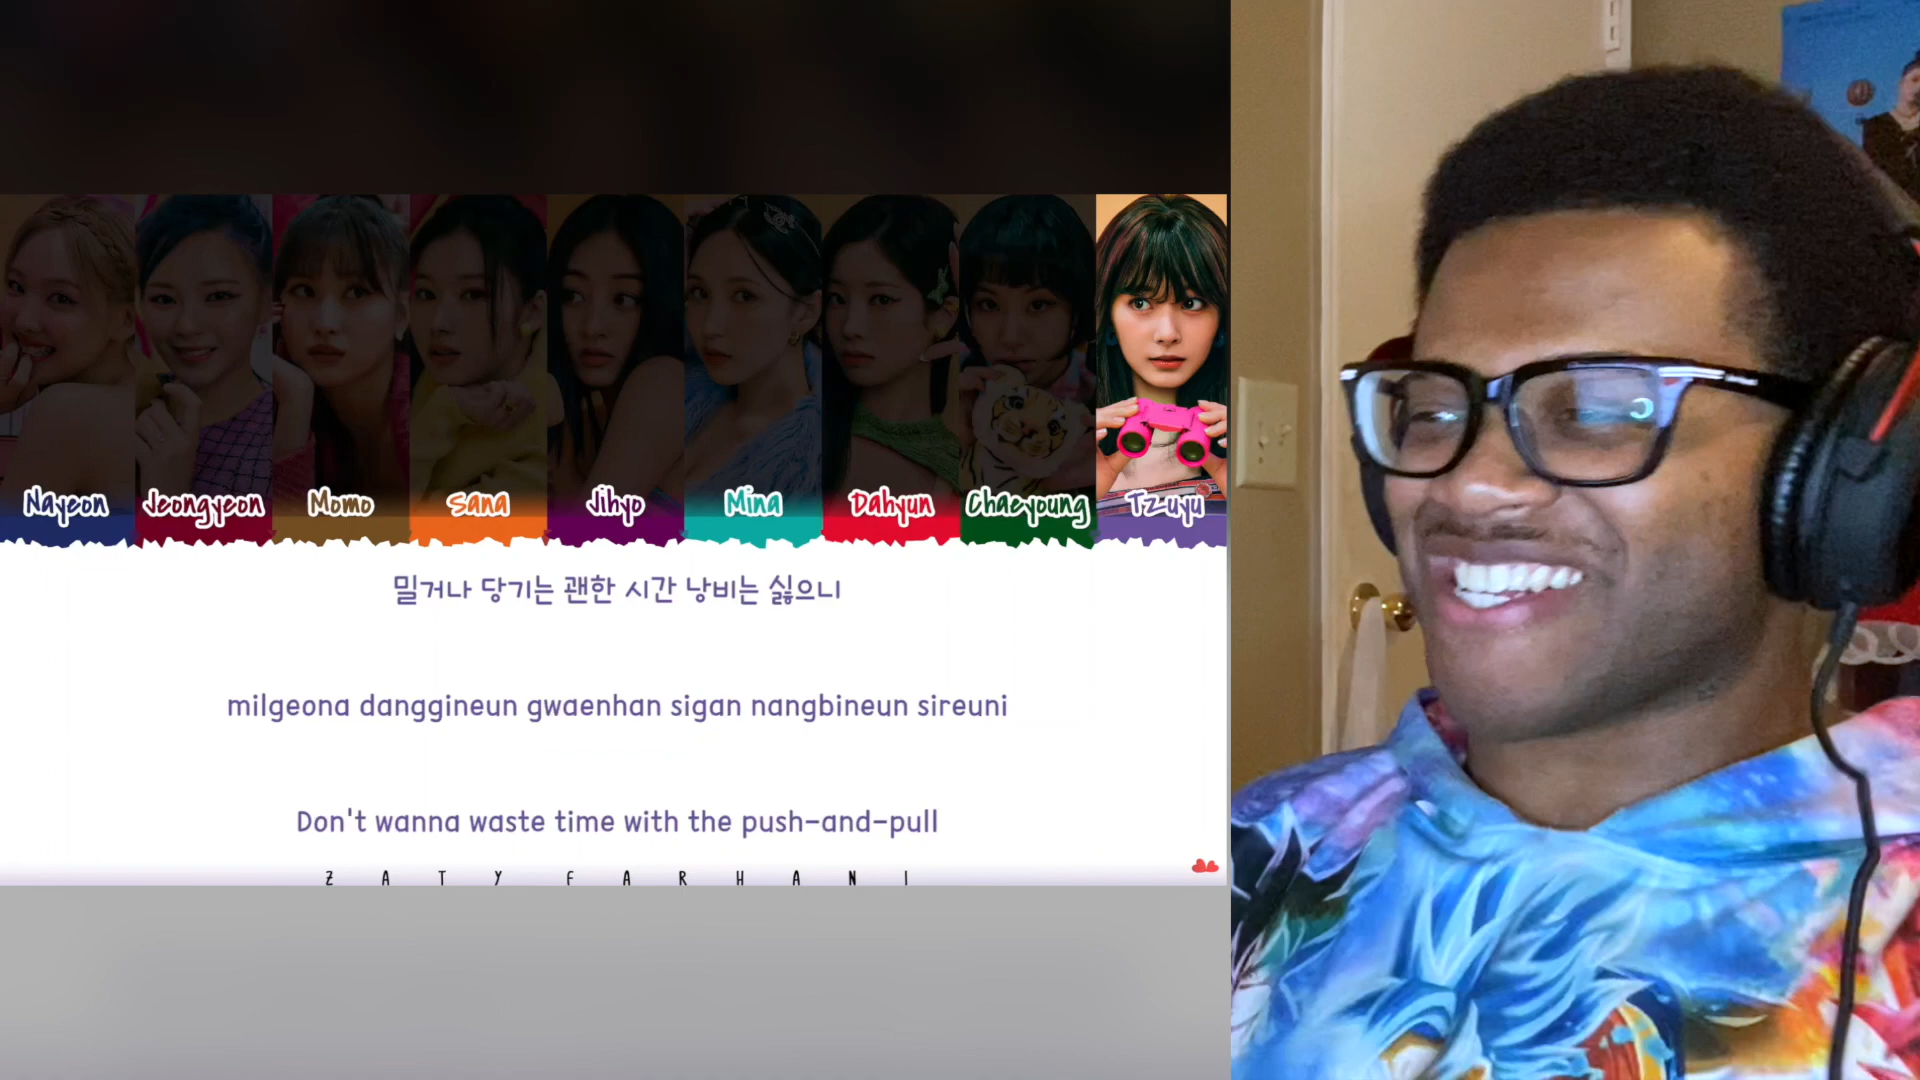 Nayeon
Jeongyeon
Momo
Sana
Jihyo
Mina
Dahyun
Chaeyoung
Tzuyu
밀거나 당기는 괜한 시간 낭비는 싫으니
milgeona danggineun gwaenhan sigan nangbineun sireuni
Don't wanna waste time with the push-and-pull
ZATY FARHANI